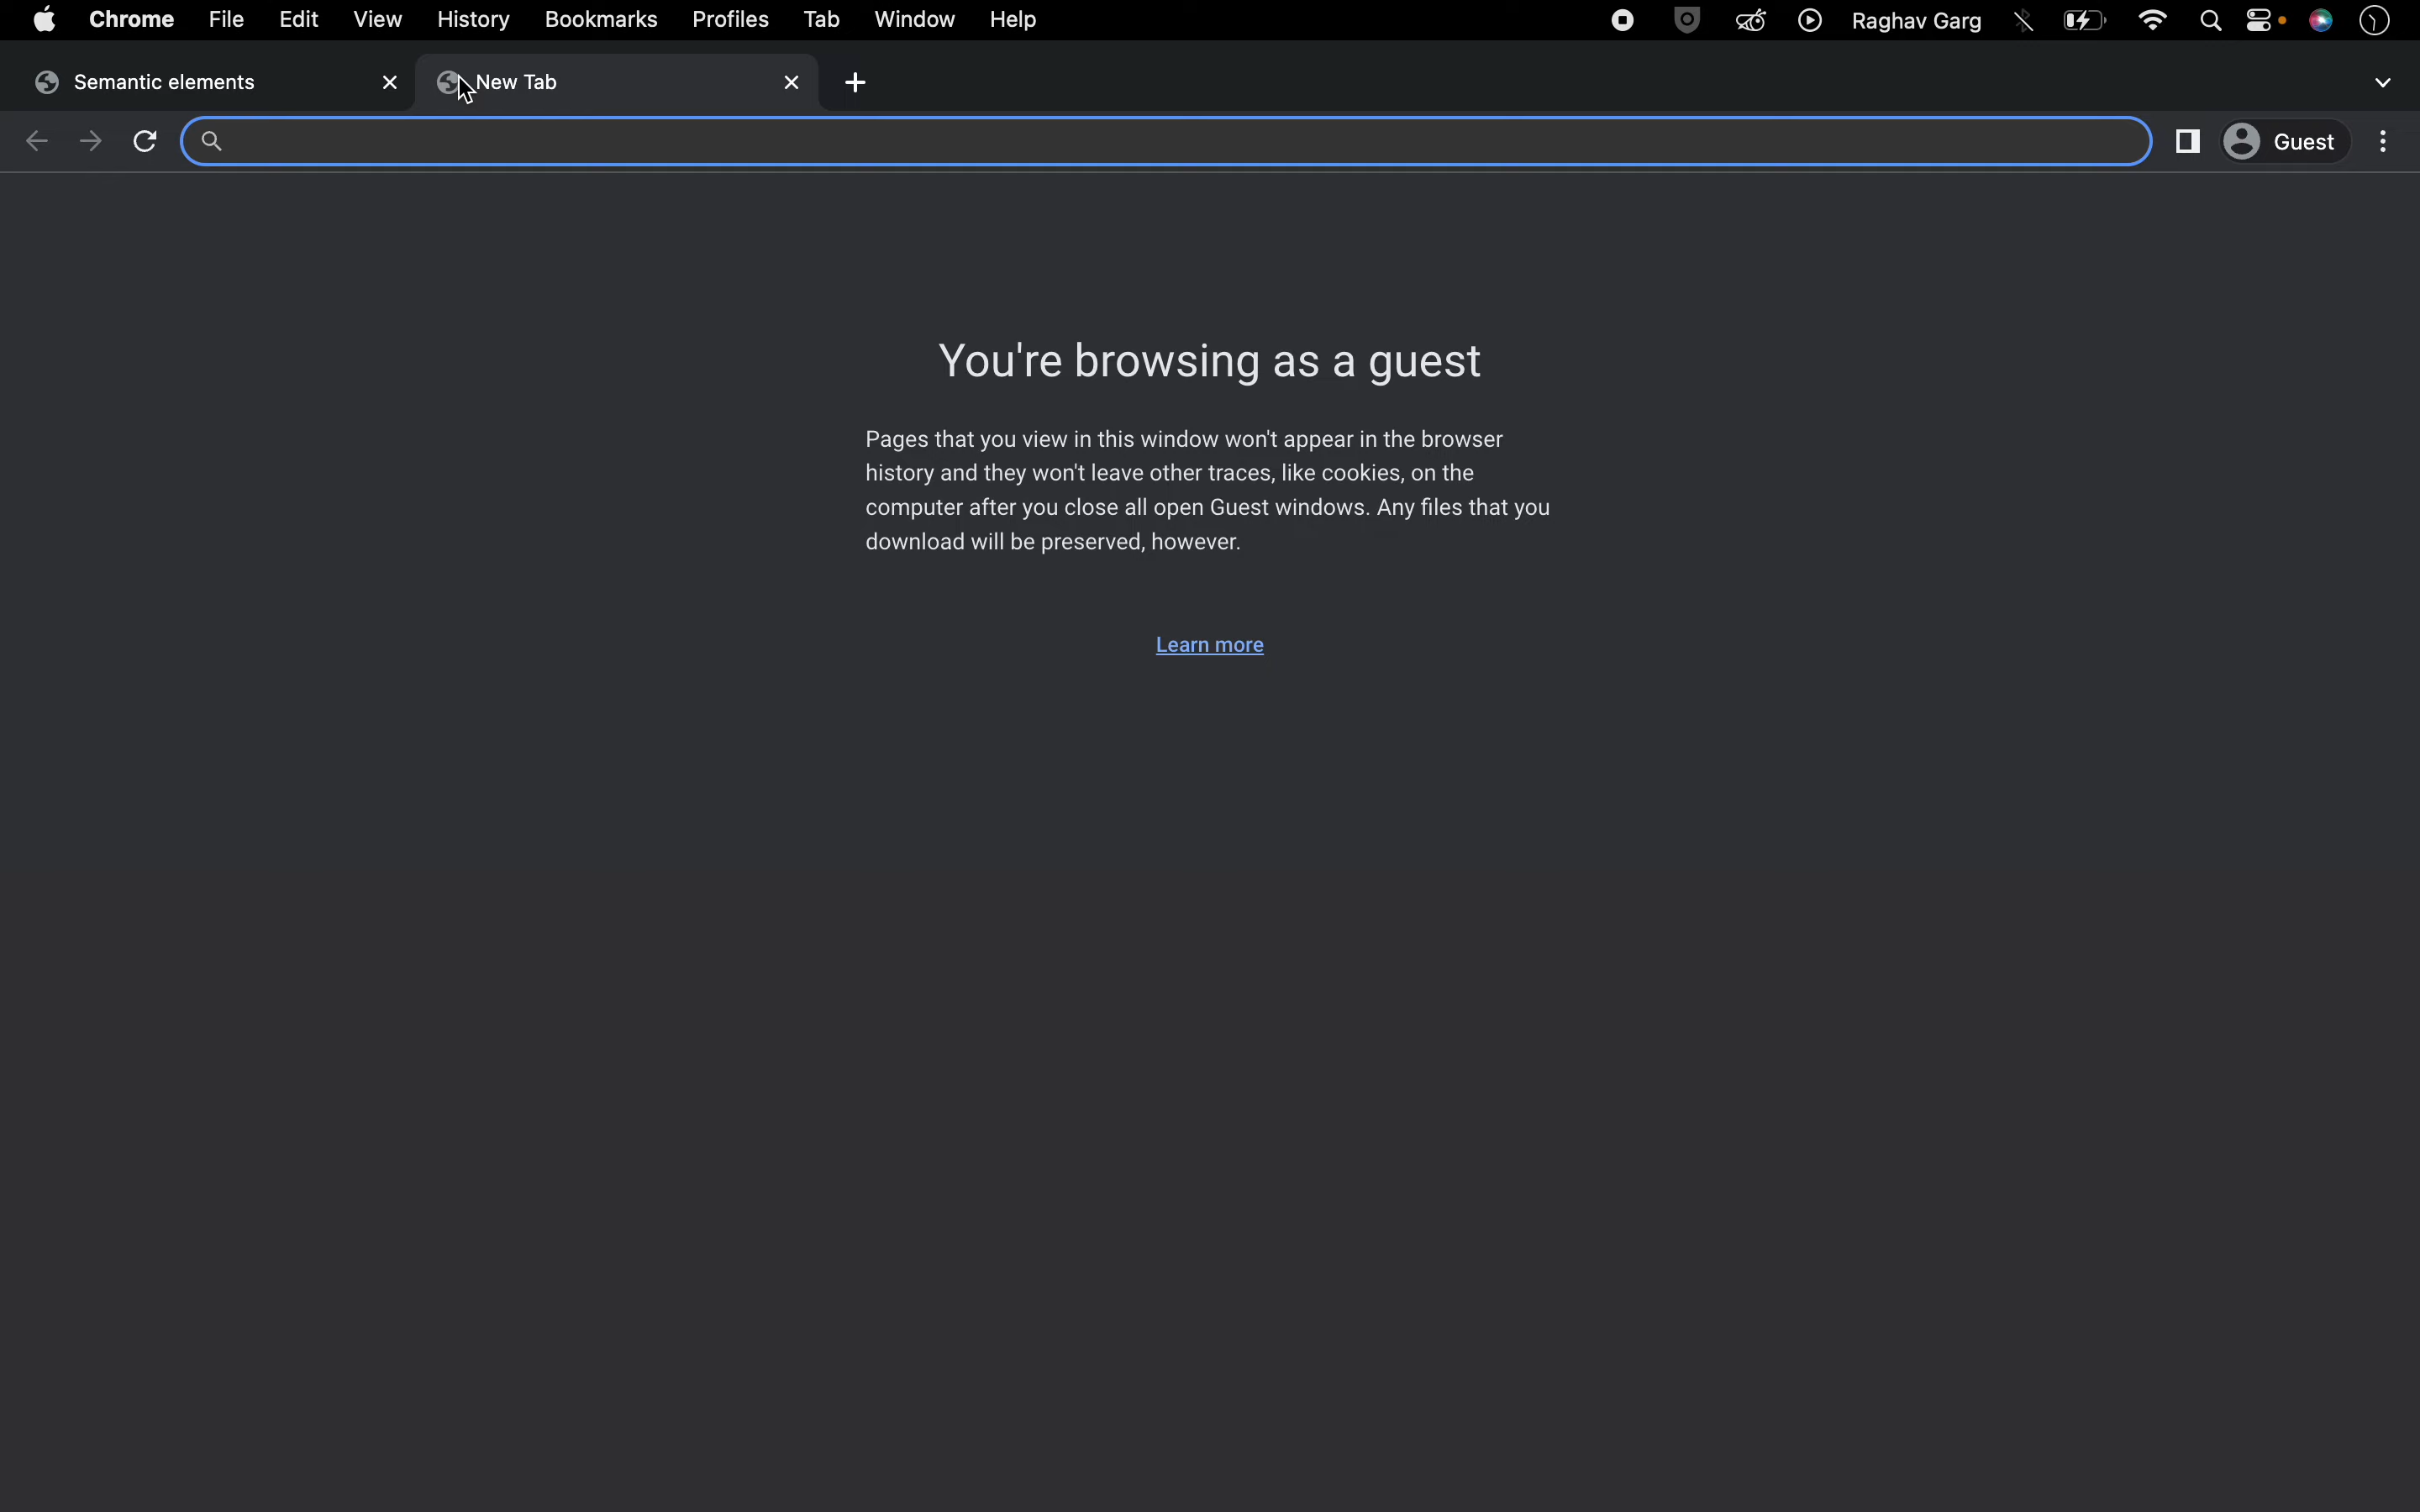 Chrome File Edit View History Bookmarks Profiles Tab Window Help Raghav Garg
Semantic elements New Tab
Guest
You're browsing as a guest
Pages that you view in this window won't appear in the browser
history and they won't leave other traces, like cookies, on the
computer after you close all open Guest windows. Any files that you
download will be preserved, however.
Learn more